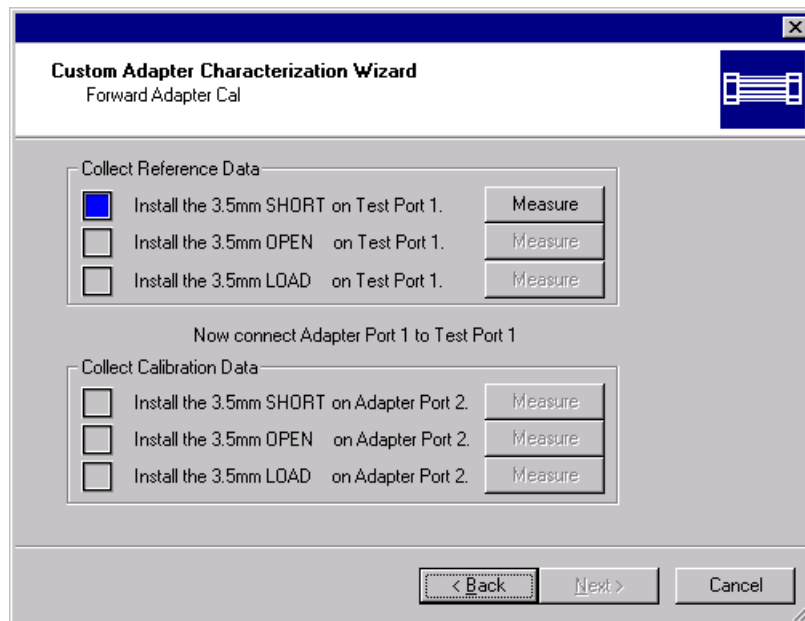 Custom Adapter Characterization Wizard
Forward Adapter Cal
Collect Reference Data
Install the 3.5mm SHORT on Test Port 1. Measure
Install the 3.5mm OPEN on Test Port 1. Measure
Install the 3.5mm LOAD on Test Port 1. Measure
Now connect Adapter Port 1 to Test Port 1
Collect Calibration Data
Install the 3.5mm SHORT on Adapter Port 2. Measure
Install the 3.5mm OPEN on Adapter Port 2. Measure
Install the 3.5mm LOAD on Adapter Port 2. Measure
< Back Next > Cancel